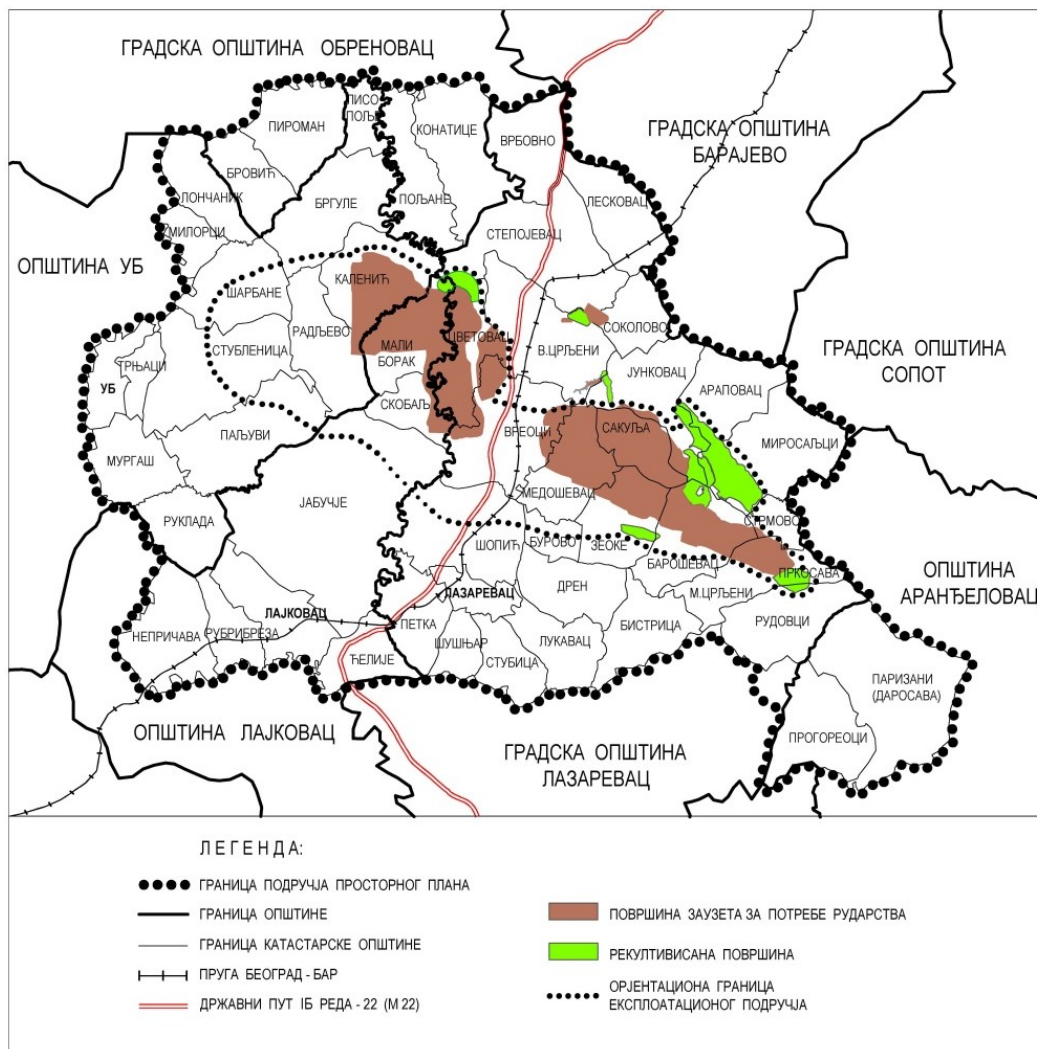 ГРАДСКА ОПШТИНА ОБРЕНОВАЦ
ПИРОМАН
ПОЉЕ
КОНАТИЦЕ
ВРБОВНО
ГРАДСКА ОПШТИНА
БАРАЈЕВО
БРОВИЋ
ЛОНЧАНИК
БРГУЛЕ
ПОЉАНЕ
ЛЕСКОВАЦ
МИЛОРЦИ
СТЕПОЈЕВАЦ
ОПШТИНА УБ
ШАРБАНЕ
КАЛЕНИЋ
РАДЉЕВО
ЦВЕТОВАЦ
СОКОЛОВО
СТУБЛЕНИЦА
МАЛИ
БОРАК
В.ЦРЉЕНИ
ЈУНКОВАЦ
ГРАДСКА ОПШТИНА
СОПОТ
ТРЊАЦИ
УБ
АРАПОВАЦ
СКОБАЉ
ПАЉУВИ
ВРЕОЦИ
САКУЉА
МИРОСАЉЦИ
МУРГАШ
МЕДОШЕВАЦ
РУКЛАДА
ЈАБУЧЈЕ
СТРМОВО
ШОПИЋ
БУРОВО
ЗЕОКЕ
БАРОШЕВАЦ
ПРКОСАВА
ОПШТИНА
АРАНЂЕЛОВАЦ
ЛАЗАРЕВАЦ
ДРЕН
М.ЦРЉЕНИ
ЛАЈКОВАЦ
ПЕТКА
БИСТРИЦА
РУДОВЦИ
НЕПРИЧАВА
РУБРИБРЕЗА
ШУШЊАР
ЛУКАВАЦ
ЋЕЛИЈЕ
СТУБИЦА
ПАРИЗАНИ
(ДАРОСАВА)
ОПШТИНА ЛАЈКОВАЦ
ПРОГОРЕОЦИ
ГРАДСКА ОПШТИНА
ЛАЗАРЕВАЦ
ЛЕГЕНДА:
ГРАНИЦА ПОДРУЧЈА ПРОСТОРНОГ ПЛАНА
ГРАНИЦА ОПШТИНЕ
ГРАНИЦА КАТАСТАРСКЕ ОПШТИНЕ
ПРУГА БЕОГРАД - БАР
ДРЖАВНИ ПУТ IБ РЕДА - 22 (М 22)
ПОВРШИНА ЗАУЗЕТА ЗА ПОТРЕБЕ РУДАРСТВА
РЕКУЛТИВИСАНА ПОВРШИНА
ОРЈЕНТАЦИОНА ГРАНИЦА
ЕКСПЛОАТАЦИОНОГ ПОДРУЧЈА